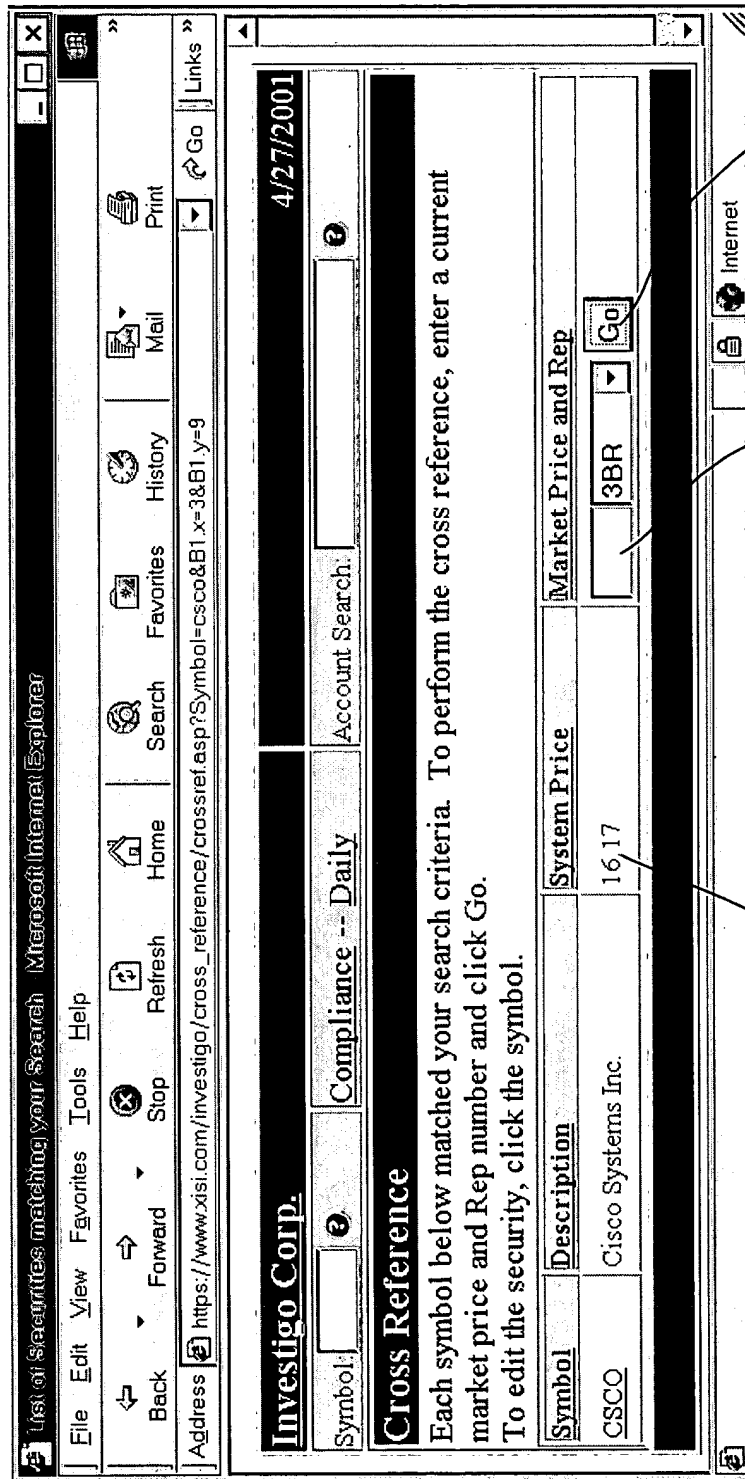 List of Securities matching your Search Microsoft Internet Explorer
File Edit View Favorites Tools Help
Back Forward Stop Refresh Home Search Favorites History Mail Print »
Address https://www.xisi.com/investigo/cross_reference/crossref.asp?Symbol=csco&B1.x=3&B1.y=9 Go Links »
Investigo Corp. 4/27/2001
Symbol: ? Compliance -- Daily Account Search: ?
Cross Reference
Each symbol below matched your search criteria. To perform the cross reference, enter a current
market price and Rep number and click Go.
To edit the security, click the symbol.
Symbol Description System Price Market Price and Rep
CSCO Cisco Systems Inc. 16.17 3BR Go
Internet